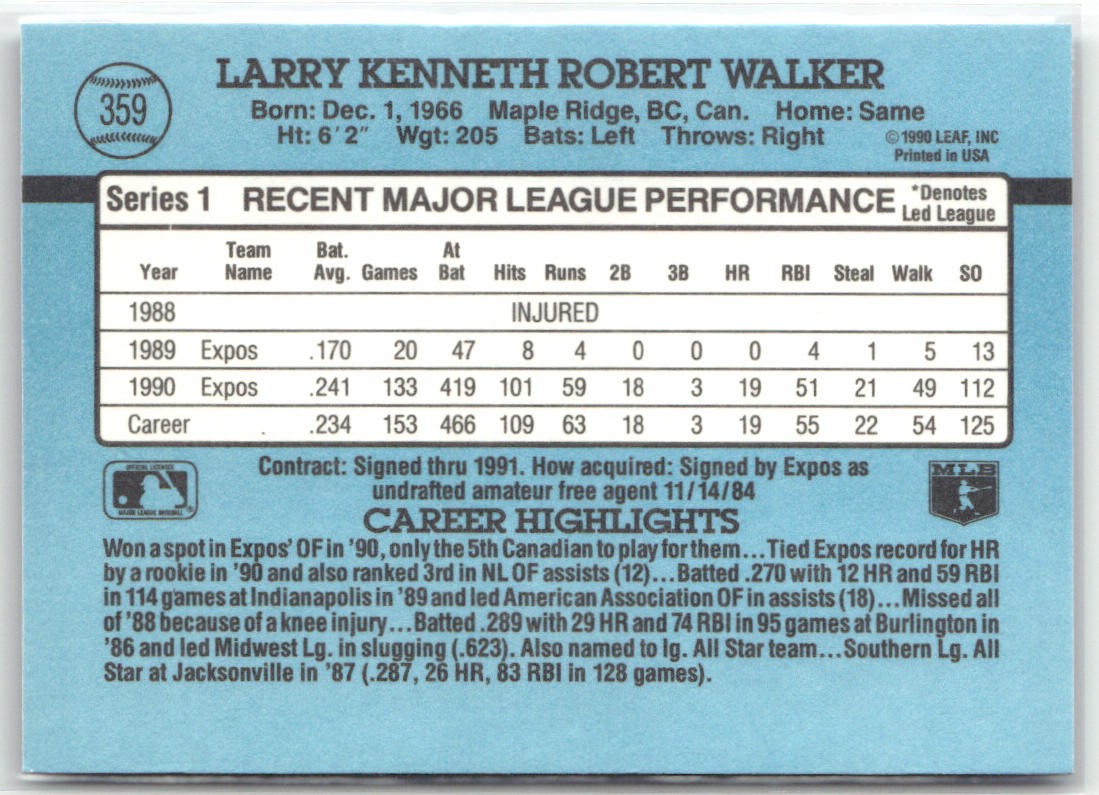 359
LARRY KENNETH ROBERT WALKER
Born: Dec. 1, 1966 Maple Ridge, BC, Can. Home: Same
Ht: 6'2" Wgt: 205 Bats: Left Throws: Right
© 1990 LEAF, INC
Printed in USA
Series 1 RECENT MAJOR LEAGUE PERFORMANCE
*Denotes
Led League
Year Team Name Bat. Avg. Games At Bat Hits Runs 2B 3B HR RBI Steal Walk SO
1988 INJURED
1989 Expos .170 20 47 8 4 0 0 0 4 1 5 13
1990 Expos .241 133 419 101 59 18 3 19 51 21 49 112
Career .234 153 466 109 63 18 3 19 55 22 54 125
OFFICIAL LICENSEE
MAJOR LEAGUE BASEBALL
®
Contract: Signed thru 1991. How acquired: Signed by Expos as
undrafted amateur free agent 11/14/84
MLB
CAREER HIGHLIGHTS
Won a spot in Expos' OF in '90, only the 5th Canadian to play for them...Tied Expos record for HR
by a rookie in '90 and also ranked 3rd in NL OF assists (12)...Batted .270 with 12 HR and 59 RBI
in 114 games at Indianapolis in '89 and led American Association OF in assists (18)...Missed all
of '88 because of a knee injury...Batted .289 with 29 HR and 74 RBI in 95 games at Burlington in
'86 and led Midwest Lg. in slugging (.623). Also named to lg. All Star team...Southern Lg. All
Star at Jacksonville in '87 (.287, 26 HR, 83 RBI in 128 games).